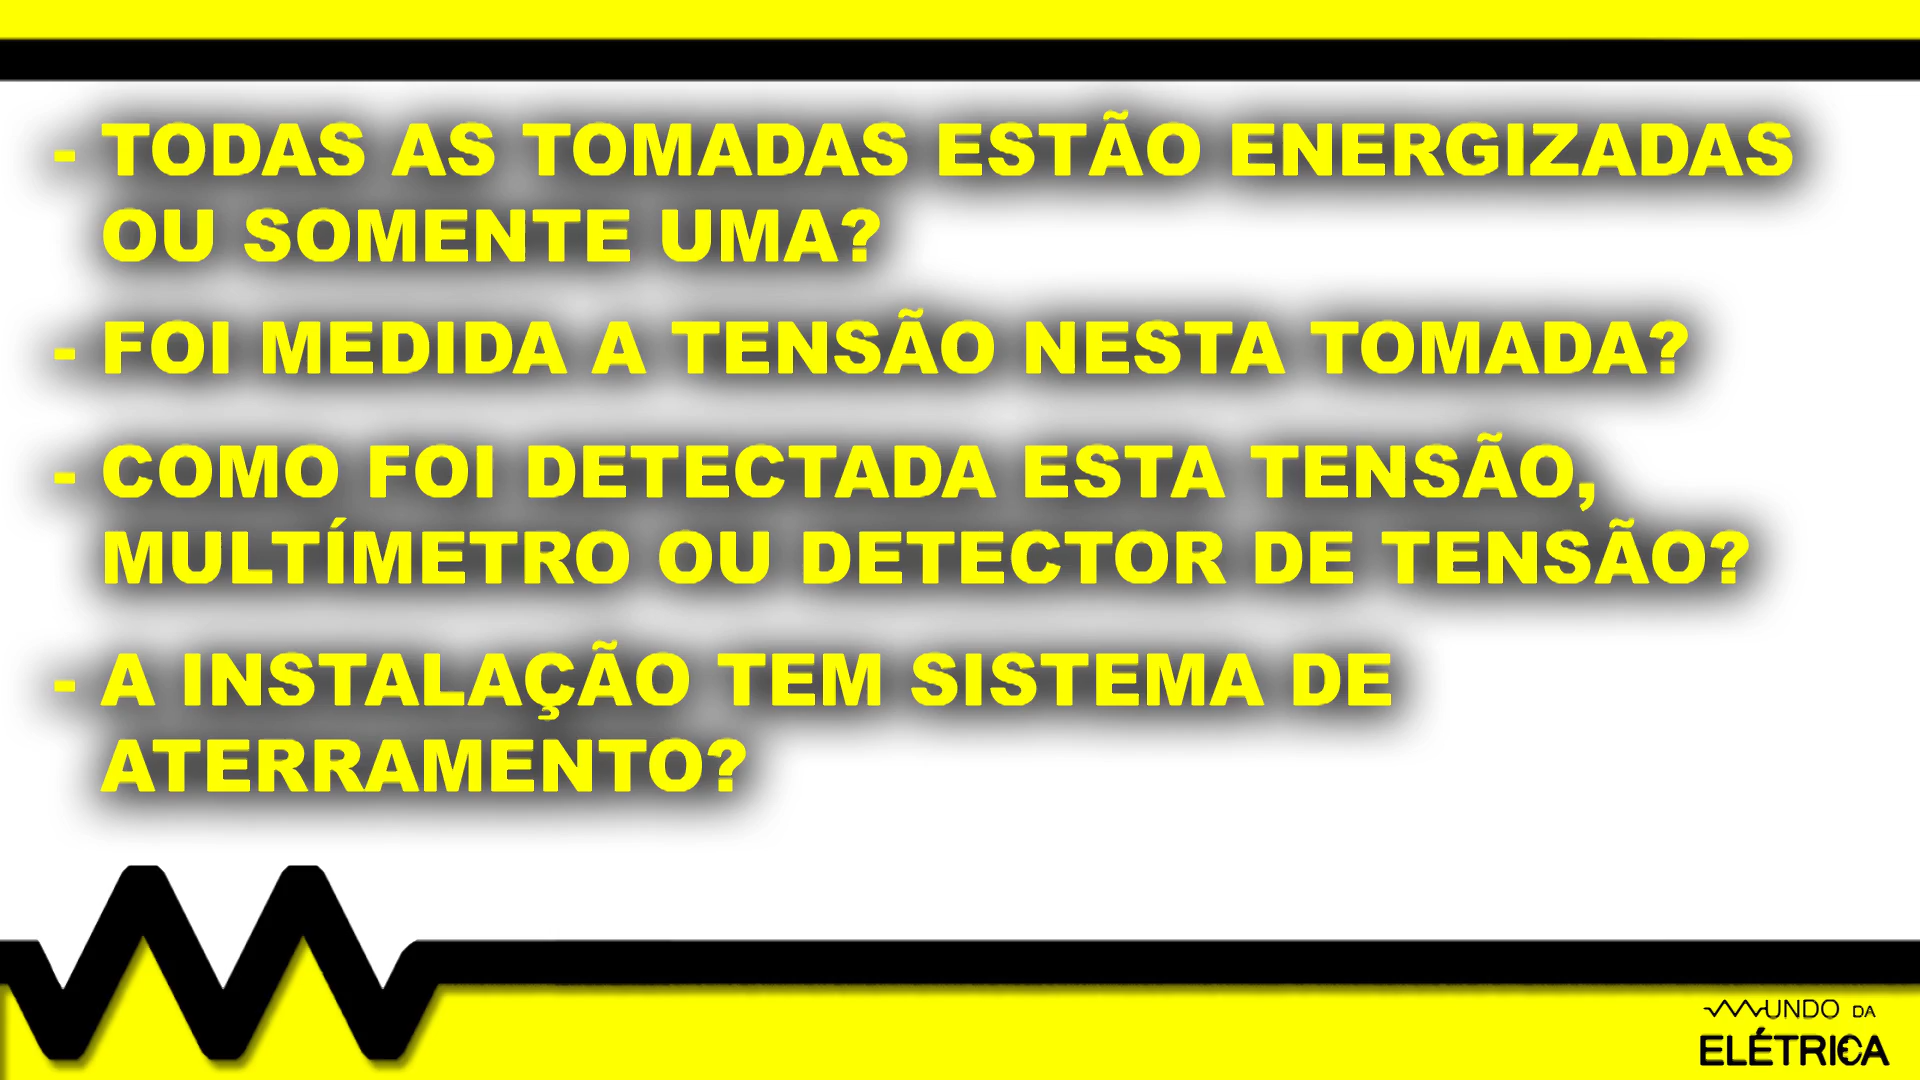 - TODAS AS TOMADAS ESTÃO ENERGIZADAS
OU SOMENTE UMA?
- FOI MEDIDA A TENSÃO NESTA TOMADA?
- COMO FOI DETECTADA ESTA TENSÃO,
MULTÍMETRO OU DETECTOR DE TENSÃO?
- A INSTALAÇÃO TEM SISTEMA DE
ATERRAMENTO?
MUNDO DA
ELÉTRICA